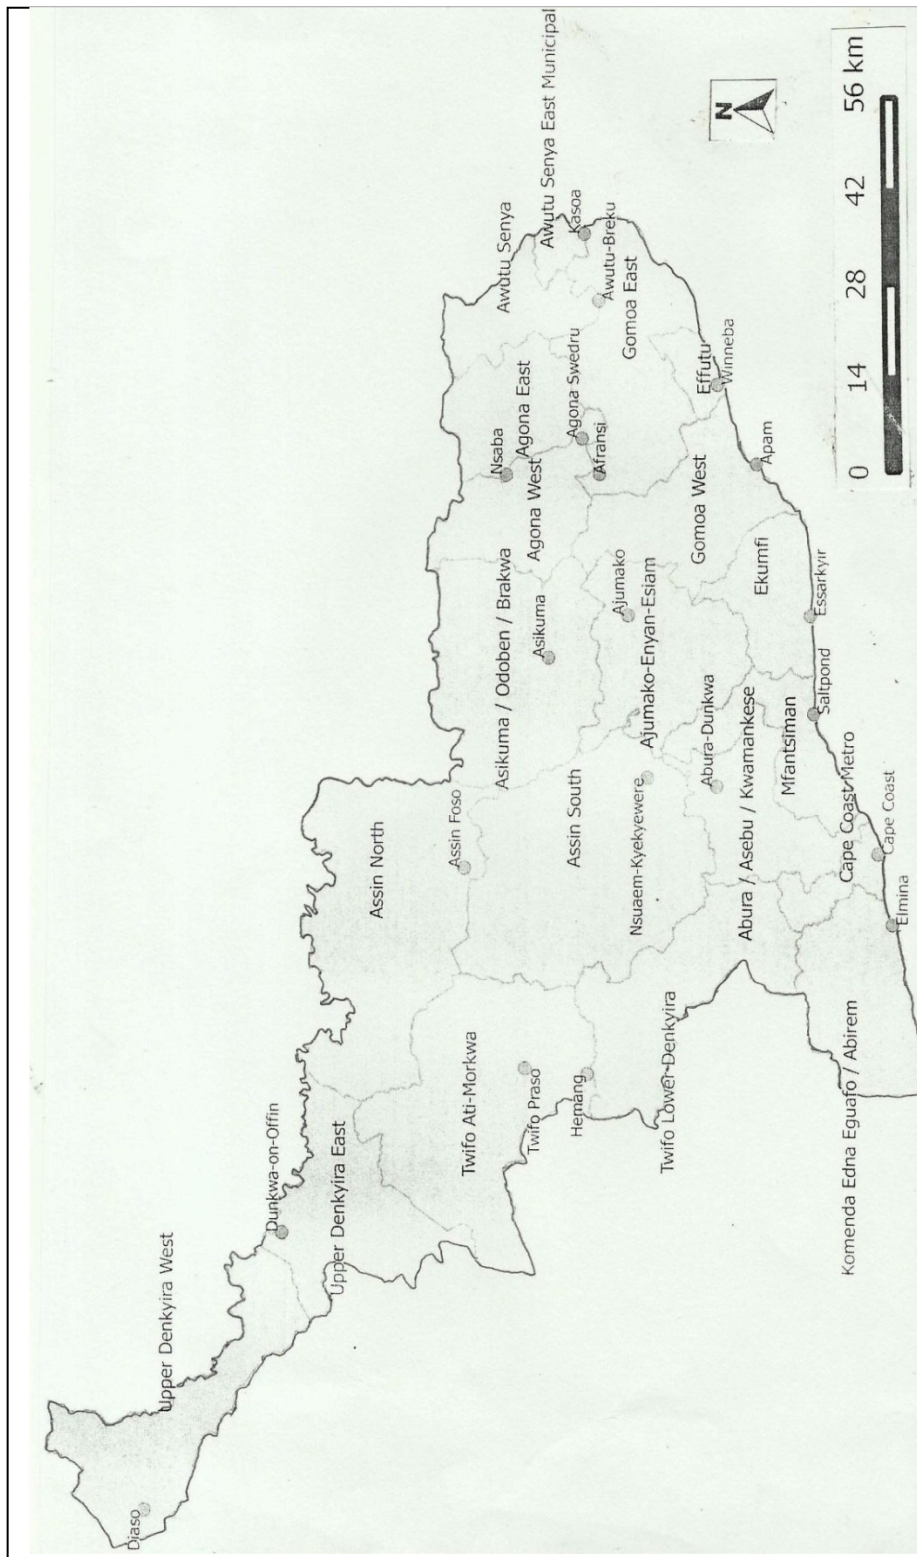 Upper Denkyira West
Diaso
Dunkwa-on-Offin
Upper Denkyira East
Assin North
Assin Foso
Twifo Ati-Morkwa
Twifo Praso
Hemang
Twifo Lower-Denkyira
Asikuma / Odoben / Brakwa
Asikuma
Nsaba
Agona East
Agona West
Agona Swedru
Afransi
Awutu Senya
Awutu Senya East Municipal
Kasoa
Awutu-Breku
Gomoa East
Assin South
Nsuaem-Kyekyewere
Ajumako
Ajumako-Enyan-Esiam
Abura-Dunkwa
Abura / Asebu / Kwamankese
Mfantsiman
Gomoa West
Effutu
Winneba
Apam
Ekumfi
Essarkyir
Saltpond
Cape Coast Metro
Cape Coast
Elmina
Komenda Edna Eguafo / Abirem
N
0 14 28 42 56 km